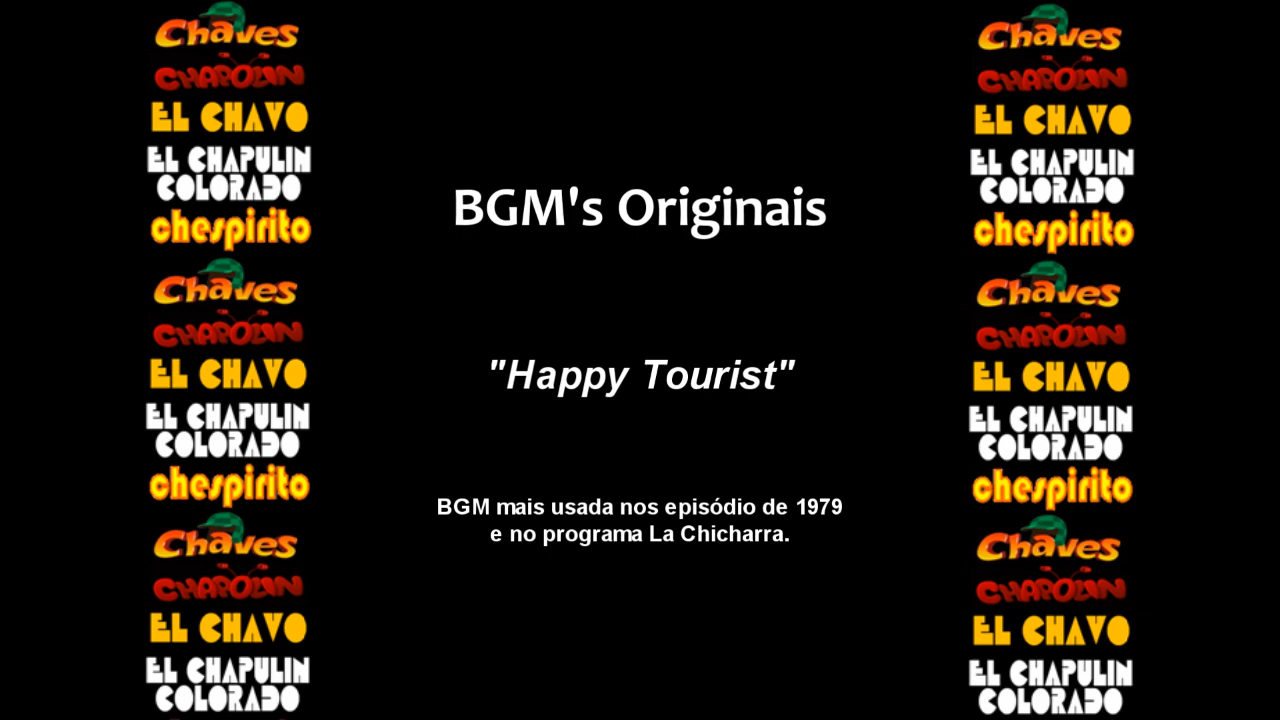 Chaves
CHAPOLIN
EL CHAVO
EL CHAPULIN
COLORADO
chespirito
Chaves
CHAPOLIN
EL CHAVO
EL CHAPULIN
COLORADO
chespirito
Chaves
CHAPOLIN
EL CHAVO
EL CHAPULIN
COLORADO
BGM's Originais
"Happy Tourist"
BGM mais usada nos episódio de 1979
e no programa La Chicharra.
Chaves
CHAPOLIN
EL CHAVO
EL CHAPULIN
COLORADO
chespirito
Chaves
CHAPOLIN
EL CHAVO
EL CHAPULIN
COLORADO
chespirito
Chaves
CHAPOLIN
EL CHAVO
EL CHAPULIN
COLORADO